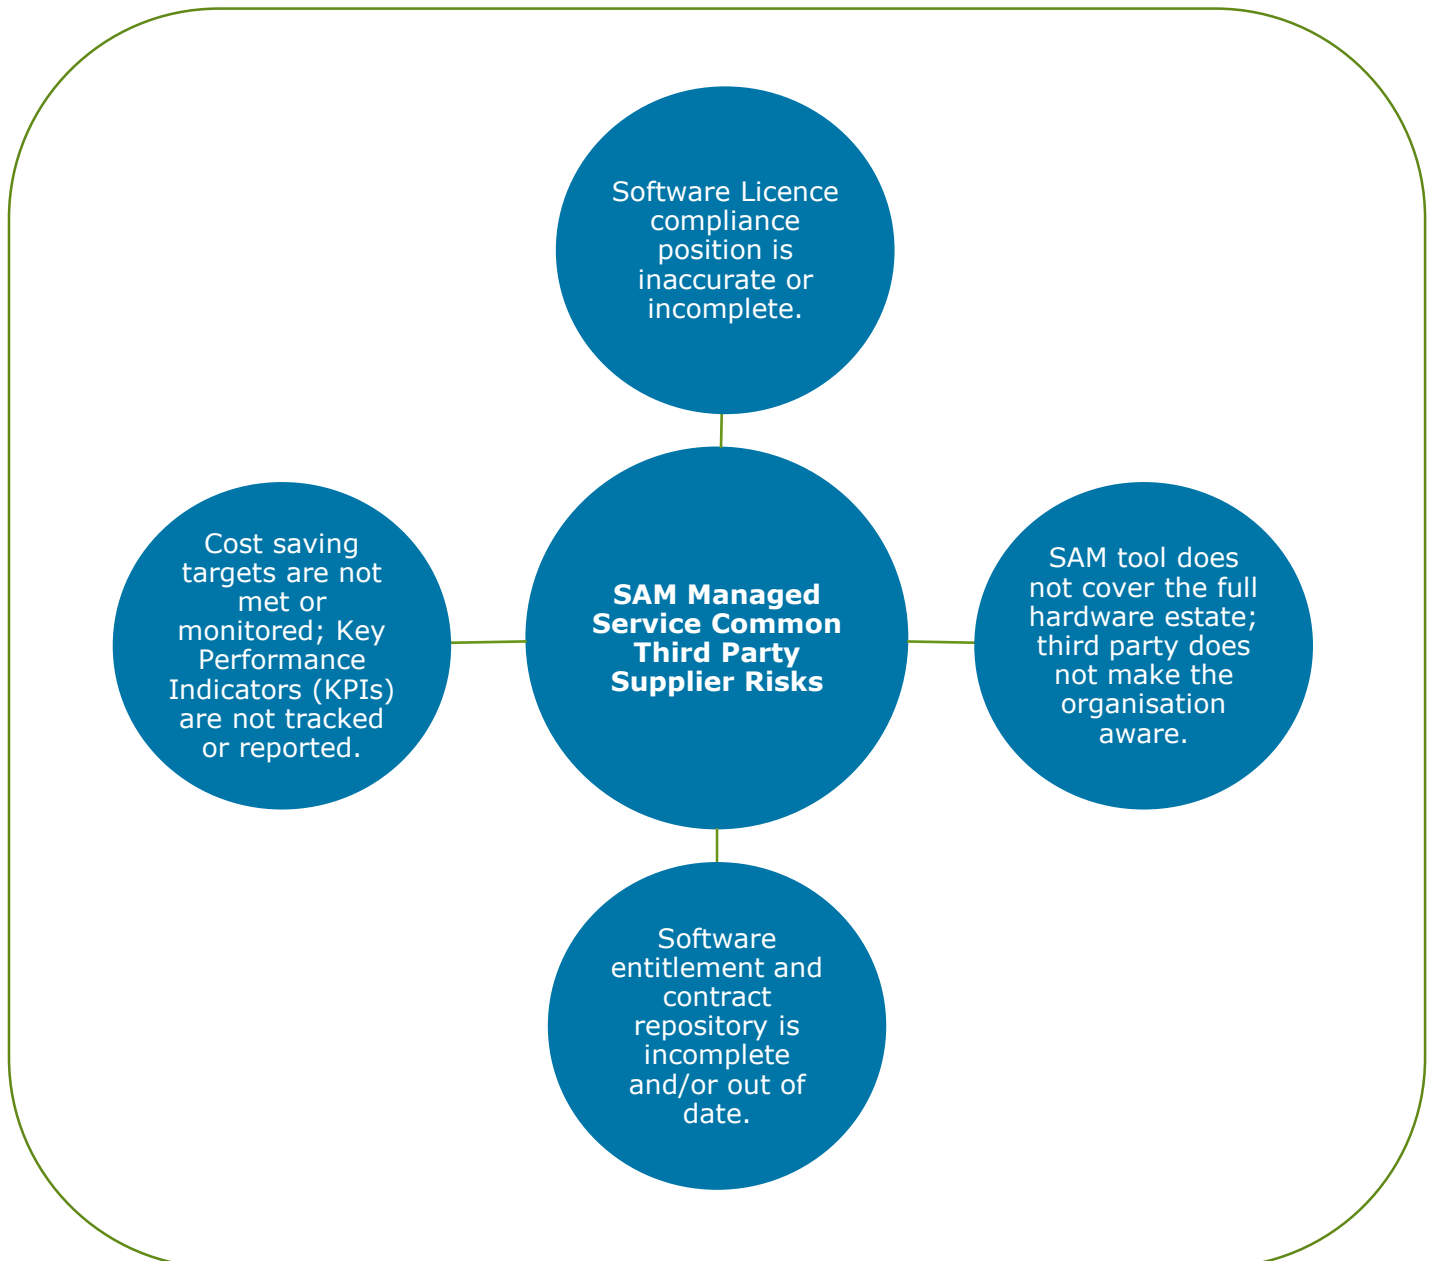 Software Licence
compliance
position is
inaccurate or
incomplete.
Cost saving
targets are not
met or
monitored; Key
Performance
Indicators (KPIs)
are not tracked
or reported.
SAM Managed
Service Common
Third Party
Supplier Risks
SAM tool does
not cover the full
hardware estate;
third party does
not make the
organisation
aware.
Software
entitlement and
contract
repository is
incomplete
and/or out of
date.